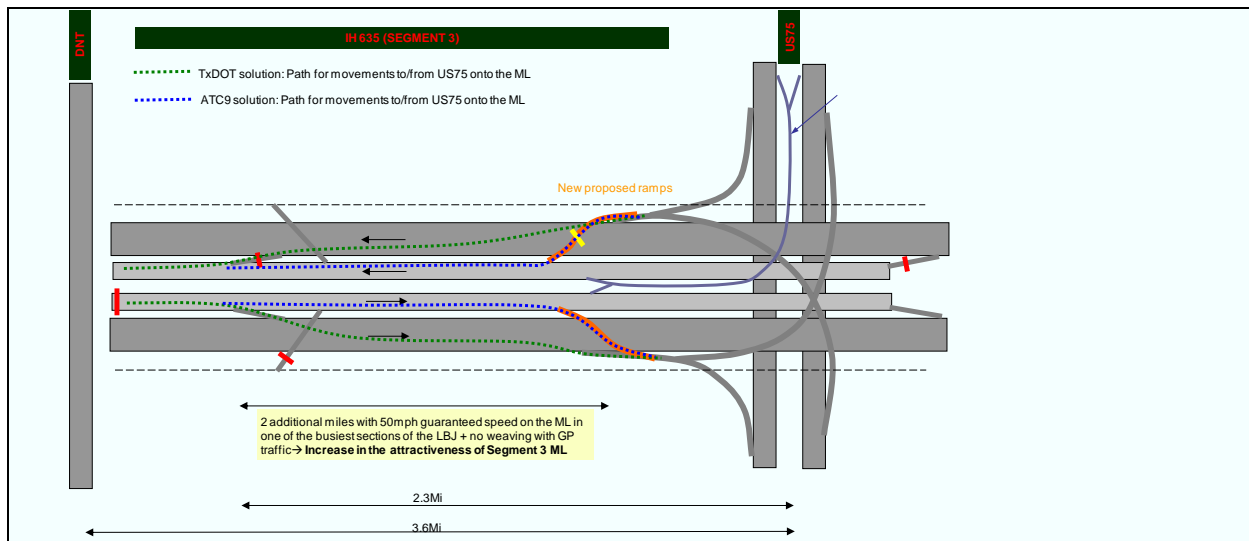 DNT
IH 635 (SEGMENT 3)
US75
TxDOT solution: Path for movements to/from US75 onto the ML
ATC9 solution: Path for movements to/from US75 onto the ML
New proposed ramps
2 additional miles with 50mph guaranteed speed on the ML in
one of the busiest sections of the LBJ + no weaving with GP
traffic→ Increase in the attractiveness of Segment 3 ML
2.3Mi
3.6Mi